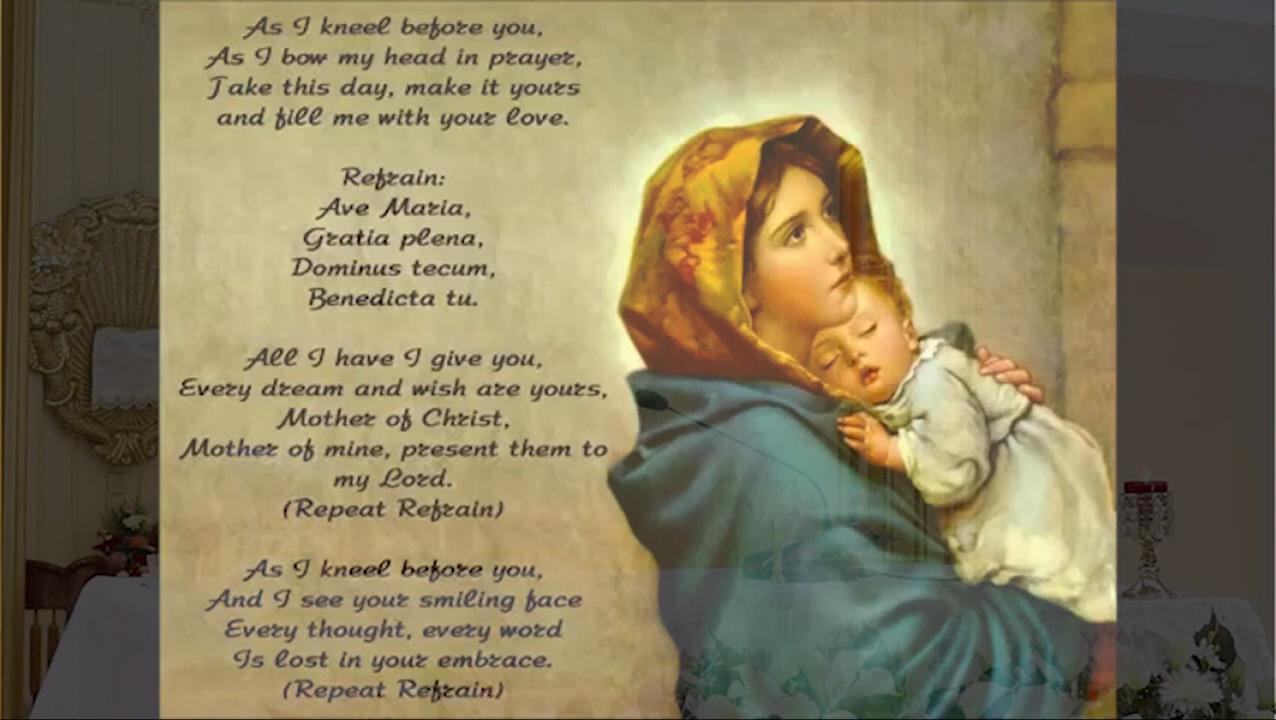 As I kneel before you,
As I bow my head in prayer,
Take this day, make it yours
and fill me with your love.
Refrain:
Ave Maria,
Gratia plena,
Dominus tecum,
Benedicta tu.
All I have I give you,
Every dream and wish are yours,
Mother of Christ,
Mother of mine, present them to
my Lord.
(Repeat Refrain)
As I kneel before you,
And I see your smiling face
Every thought, every word
Is lost in your embrace.
(Repeat Refrain)